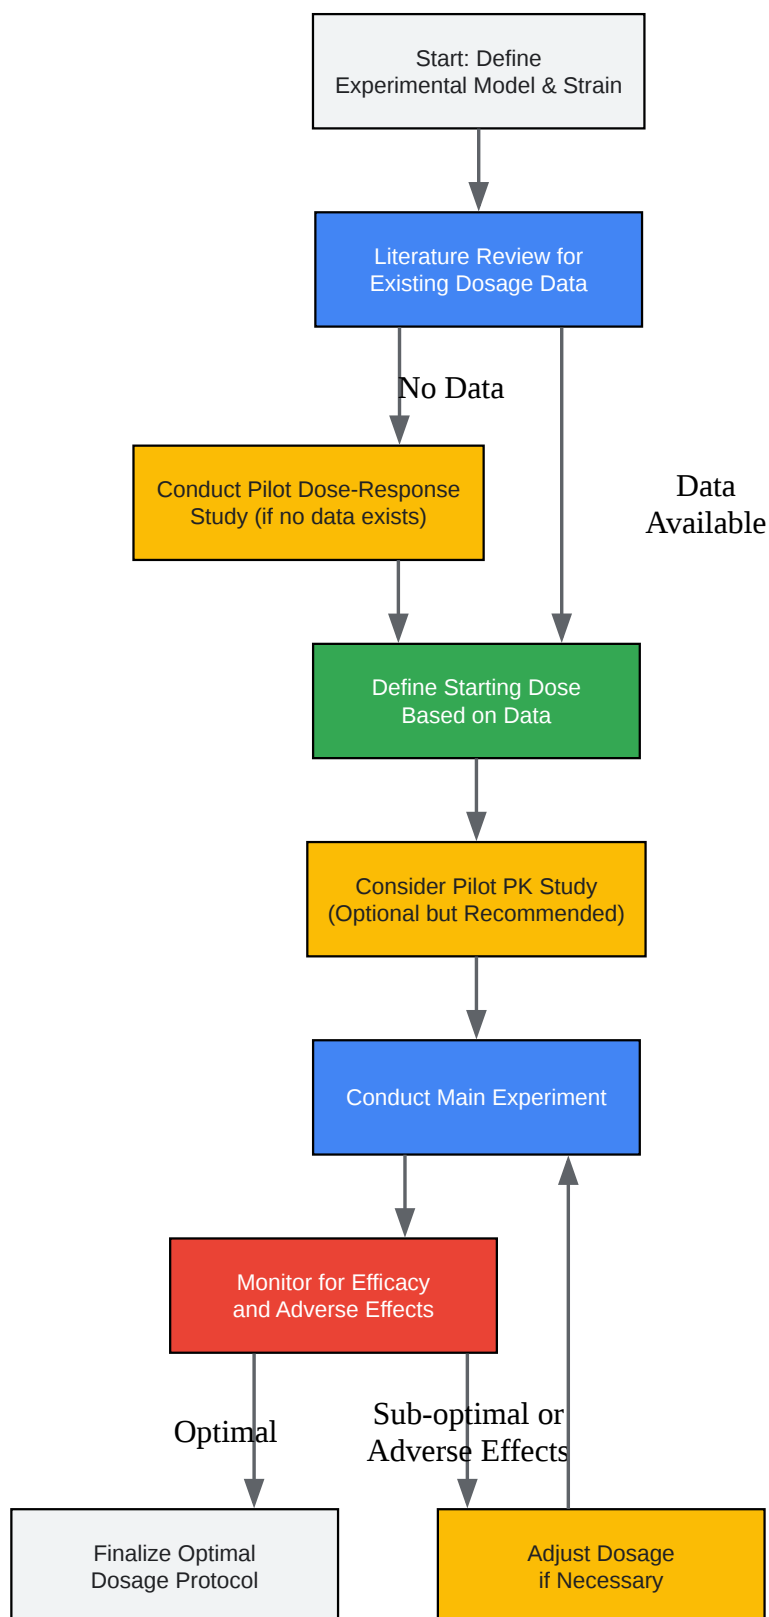 Start: Define
Experimental Model & Strain
Literature Review for
Existing Dosage Data
No Data
Conduct Pilot Dose-Response
Study (if no data exists)
Data
Available
Define Starting Dose
Based on Data
Consider Pilot PK Study
(Optional but Recommended)
Conduct Main Experiment
Monitor for Efficacy
and Adverse Effects
Optimal
Sub-optimal or
Adverse Effects
Finalize Optimal
Dosage Protocol
Adjust Dosage
if Necessary